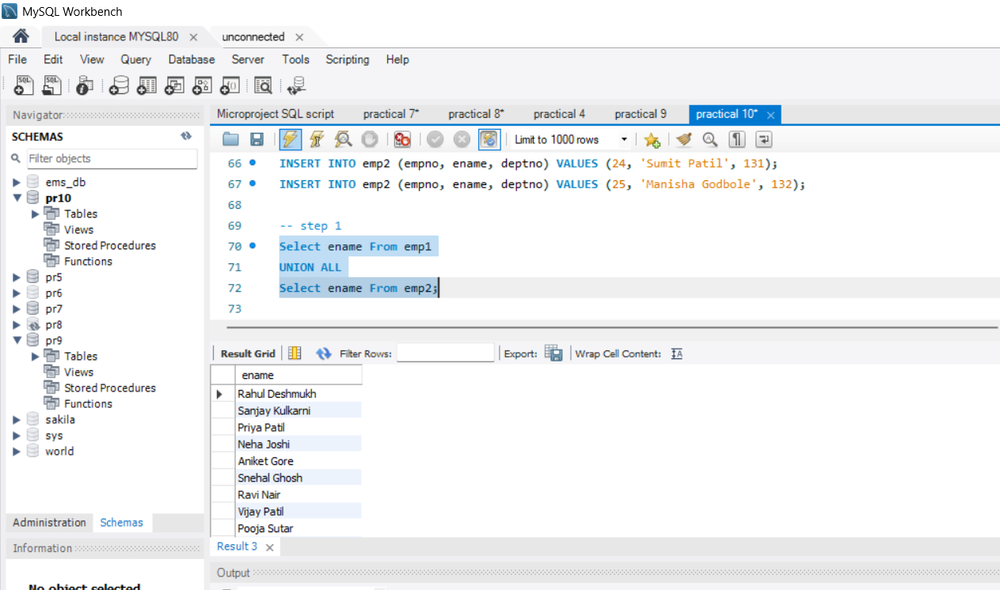 MySQL Workbench
Local instance MYSQL80
unconnected
File Edit View Query Database Server Tools Scripting Help
Navigator
SCHEMAS
Filter objects
ems_db
pr10
Tables
Views
Stored Procedures
Functions
pr5
pr6
pr7
pr8
pr9
Tables
Views
Stored Procedures
Functions
sakila
sys
world
Administration Schemas
Information
No object selected
Microproject SQL script practical 7* practical 8* practical 4 practical 9 practical 10*
Limit to 1000 rows
66 INSERT INTO emp2 (empno, ename, deptno) VALUES (24, 'Sumit Patil', 131);
67 INSERT INTO emp2 (empno, ename, deptno) VALUES (25, 'Manisha Godbole', 132);
68
69 -- step 1
70 Select ename From emp1
71 UNION ALL
72 Select ename From emp2;
73
Result Grid Filter Rows: Export: Wrap Cell Content:
ename
Rahul Deshmukh
Sanjay Kulkarni
Priya Patil
Neha Joshi
Aniket Gore
Snehal Ghosh
Ravi Nair
Vijay Patil
Pooja Sutar
Result 3
Output